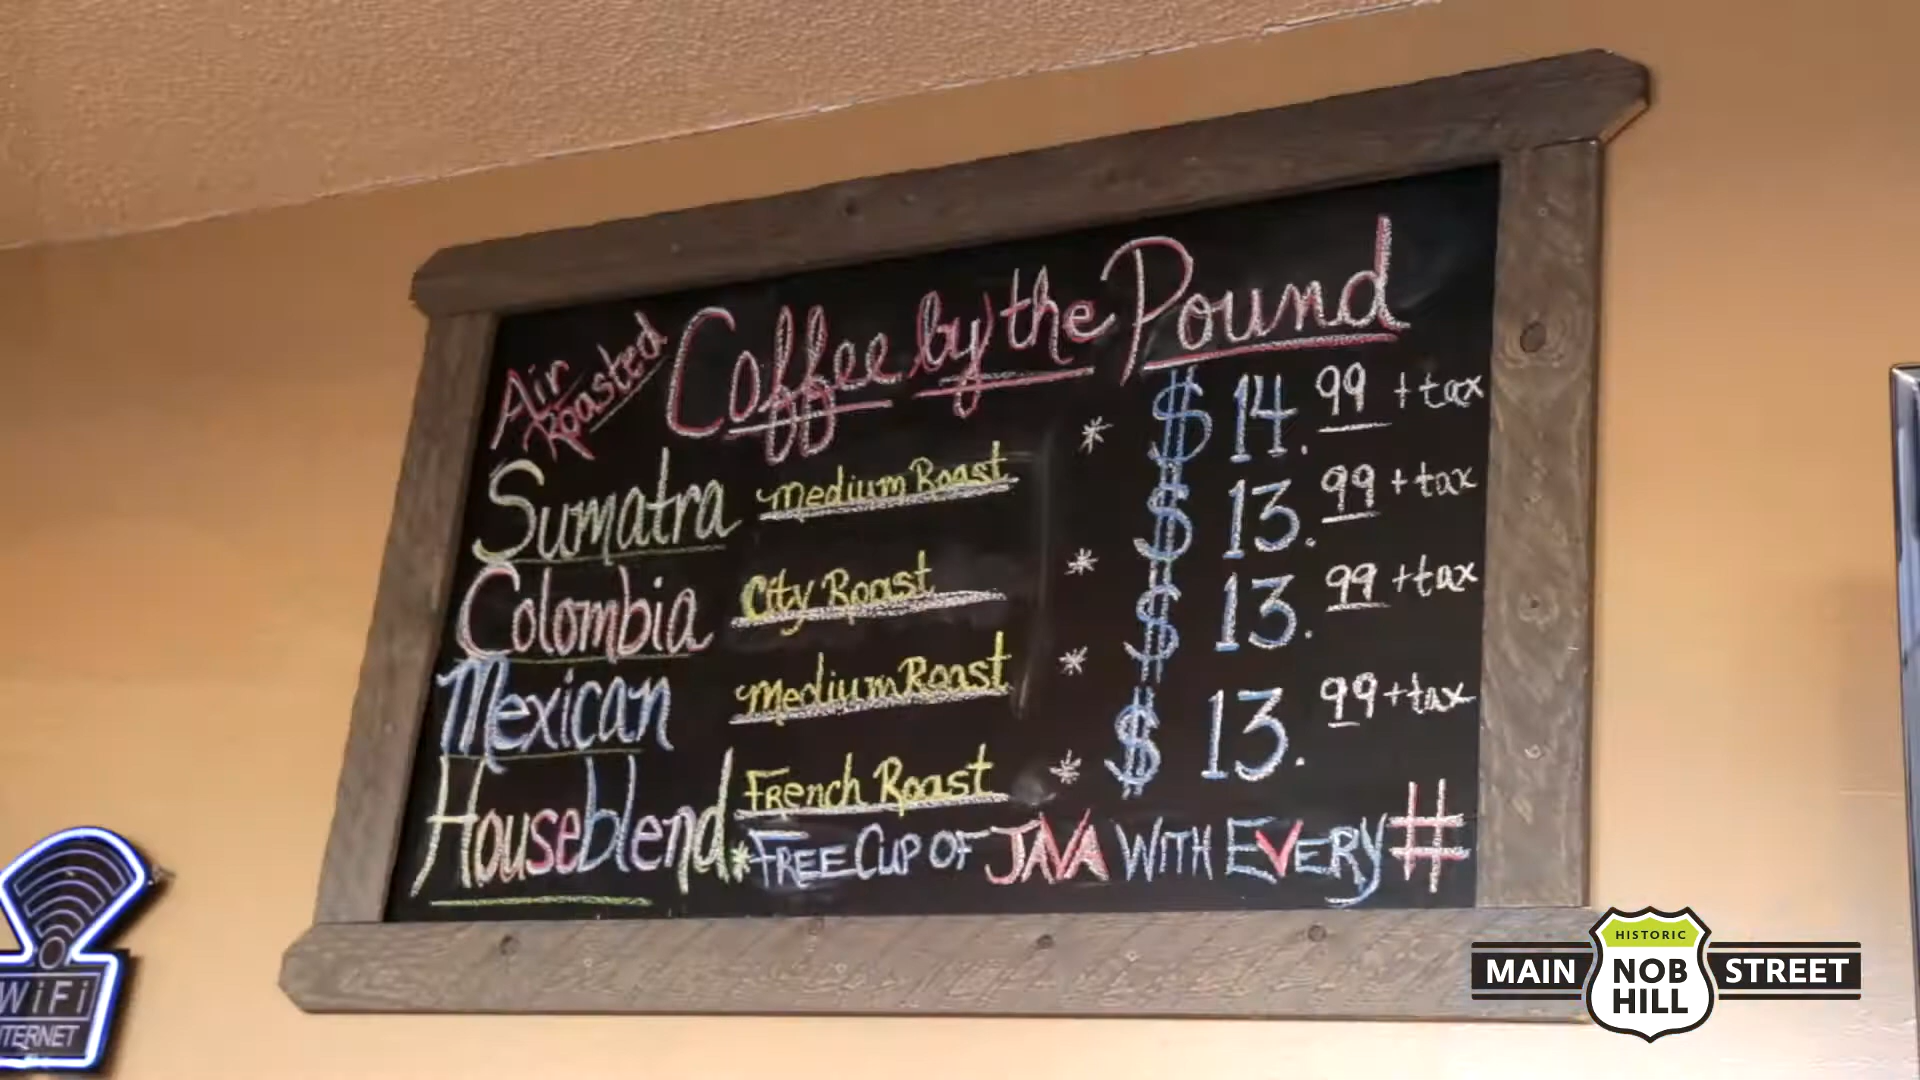 Air Roasted Coffee by the Pound
Sumatra Medium Roast * $ 14.99 + tax
Colombia City Roast * $ 13.99 + tax
Mexican Medium Roast * $ 13.99 + tax
Houseblend French Roast * $ 13.99 + tax
*FREE CUP OF JAVA WITH EVERY #
WiFi
HISTORIC
MAIN NOB HILL STREET